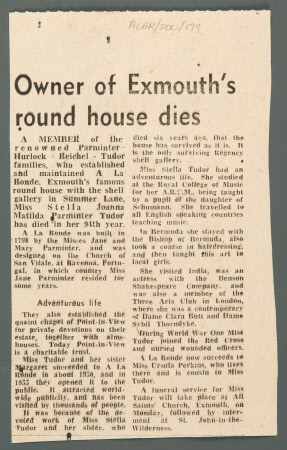 ALAR/DOC/179
Owner of Exmouth's
round house dies
A MEMBER of the
renowned Parminter-
Hurlock - Reichel - Tudor
families, who established
and maintained A La
Ronde, Exmouth's famous
round house with the shell
gallery in Summer Lane,
Miss Stella Joanna
Matilda Parminter Tudor
has died in her 94th year.
A La Ronde was built in
1798 by the Misses Jane and
Mary Parminter, and was
designed on the Church of
San Vitale, at Ravenna, Portu-
gal, in which country Miss
Jane Parminter resided for
some years.
Adventurous life
They also established the
quaint chapel of Point-in-View
for private devotions on their
estate, together with alms-
houses. Today Point-in-View
is a charitable trust.
Miss Tudor and her sister
Margaret succeeded to A La
Ronde in about 1930, and in
1935 they opened it to the
public. It attracted world-
wide publicity, and has been
visited by thousands of people.
It was because of the de-
voted work of Miss Stella
Tudor and her sister, who
died six years ago, that the
house has survived as it is. It
is the only surviving Regency
shell gallery.
Miss Stella Tudor had an
adventurous life. She studied
at the Royal College of Music
for her A.R.C.M., being taught
by a pupil of the daughter of
Schumann. She travelled to
all English speaking countries
teaching music.
In Bermuda she stayed with
the Bishop of Bermuda, also
took a course in hairdressing,
and then taught this art to
local girls.
She visited India, was an
actress with the Benson
Shakespeare Company, and
was also a member of the
Three Arts Club in London,
where she was a contemporary
of Dame Clara Butt and Dame
Sybil Thorndyke.
During World War One Miss
Tudor joined the Red Cross
and nursed wounded officers.
A La Ronde now succeeds to
Miss Ursula Perkins, who lives
there and is cousin to Miss
Tudor.
A funeral service for Miss
Tudor will take place at All
Saints' Church, Exmouth, on
Monday, followed by inter-
ment at St. John-in-the-
Wilderness.